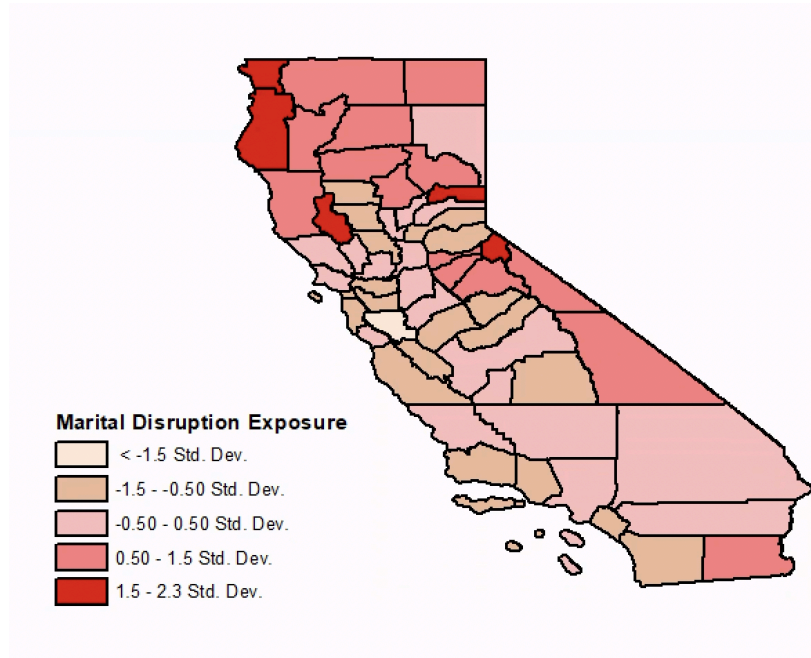 Marital Disruption Exposure
< -1.5 Std. Dev.
-1.5 - -0.50 Std. Dev.
-0.50 - 0.50 Std. Dev.
0.50 - 1.5 Std. Dev.
1.5 - 2.3 Std. Dev.